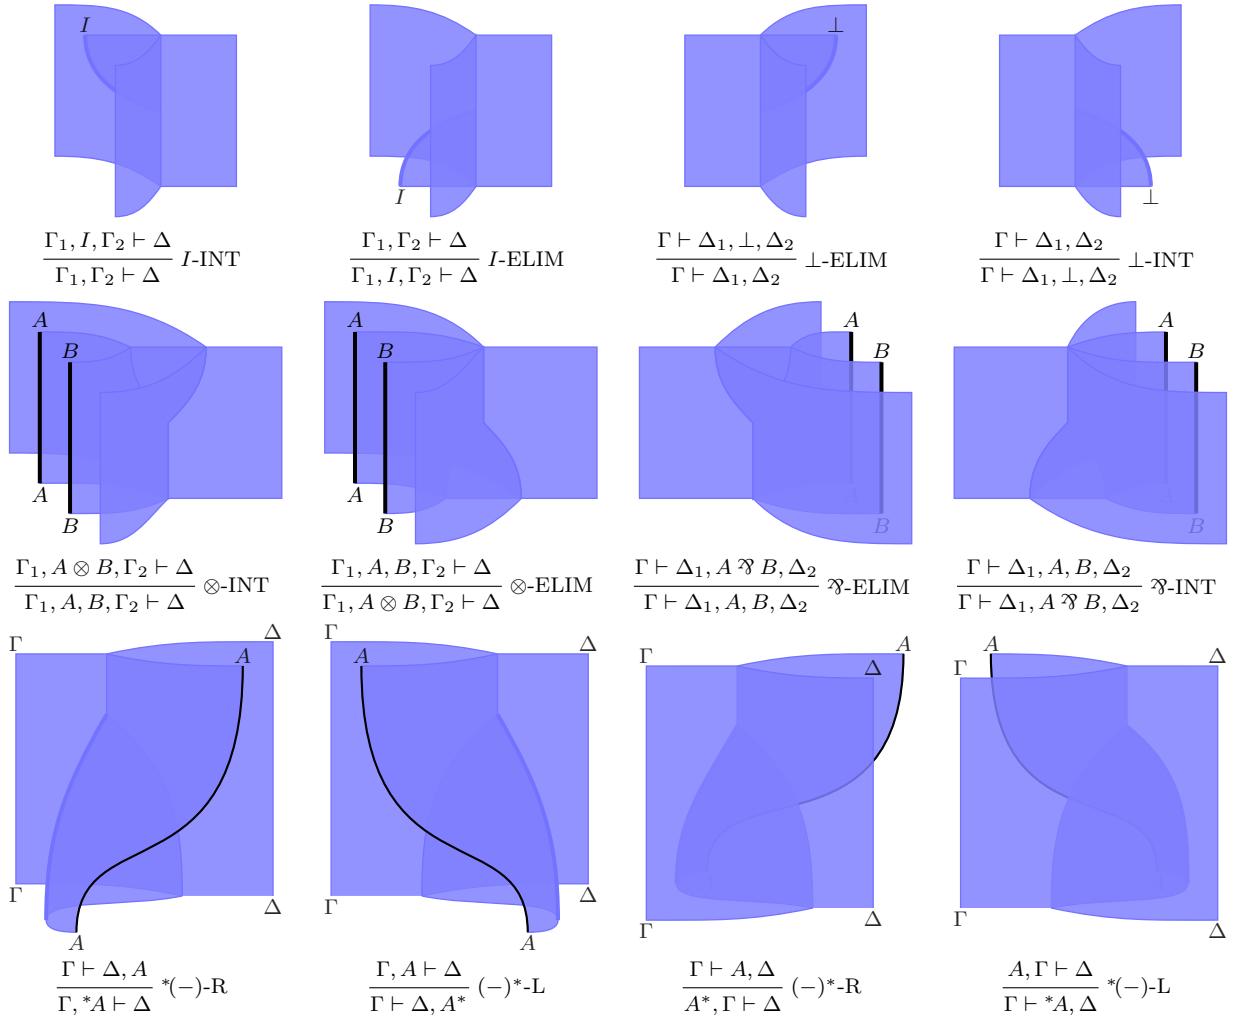 I I ⊥ ⊥
Γ₁, I, Γ₂ ⊢ Δ
Γ₁, Γ₂ ⊢ Δ
I-INT
Γ₁, Γ₂ ⊢ Δ
Γ₁, I, Γ₂ ⊢ Δ
I-ELIM
Γ ⊢ Δ₁, ⊥, Δ₂
Γ ⊢ Δ₁, Δ₂
⊥-ELIM
Γ ⊢ Δ₁, Δ₂
Γ ⊢ Δ₁, ⊥, Δ₂
⊥-INT
A A A A
B B B B
A A A A
B B B B
Γ₁, A ⊗ B, Γ₂ ⊢ Δ
Γ₁, A, B, Γ₂ ⊢ Δ
⊗-INT
Γ₁, A, B, Γ₂ ⊢ Δ
Γ₁, A ⊗ B, Γ₂ ⊢ Δ
⊗-ELIM
Γ ⊢ Δ₁, A ⅋ B, Δ₂
Γ ⊢ Δ₁, A, B, Δ₂
⅋-ELIM
Γ ⊢ Δ₁, A, B, Δ₂
Γ ⊢ Δ₁, A ⅋ B, Δ₂
⅋-INT
Γ Δ Γ Δ Γ A A Δ
A A Δ Γ
Γ Δ Γ Δ Γ Δ Γ Δ
A A
Γ ⊢ Δ, A
Γ, *A ⊢ Δ
*(−)-R
Γ, A ⊢ Δ
Γ ⊢ Δ, A*
(−)*-L
Γ ⊢ A, Δ
A*, Γ ⊢ Δ
(−)*-R
A, Γ ⊢ Δ
Γ ⊢ *A, Δ
*(−)-L